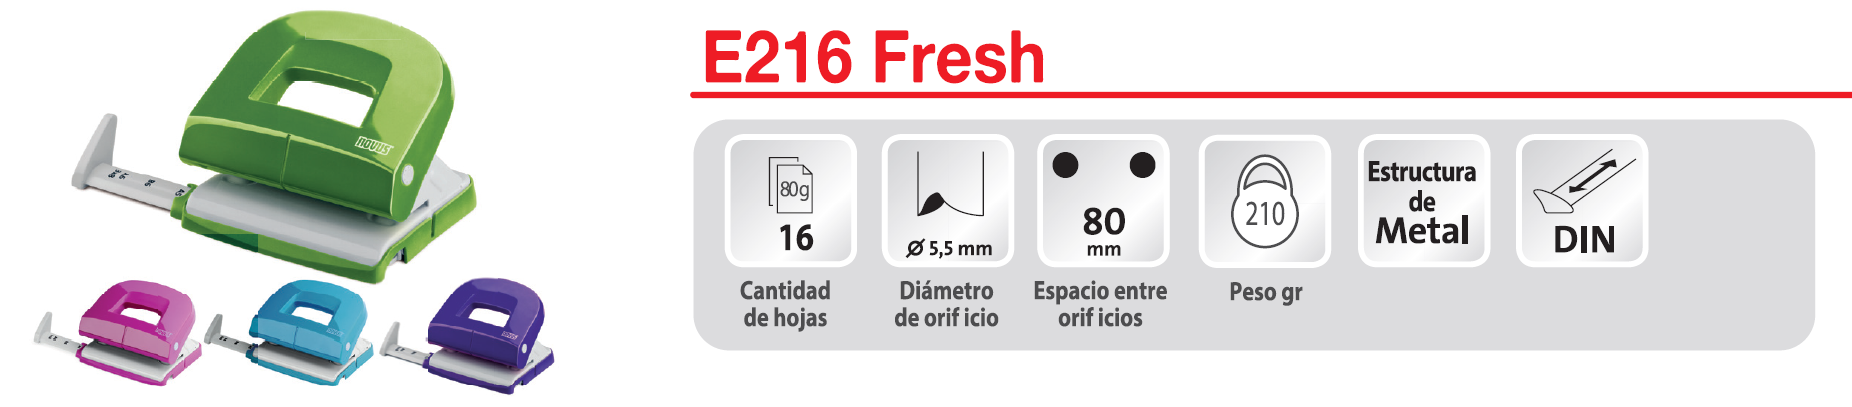 E216 Fresh
novus
80g
16
Ø 5,5 mm
80
mm
210
Estructura
de
Metal
DIN
Cantidad
de hojas
Diámetro
de orif icio
Espacio entre
orif icios
Peso gr